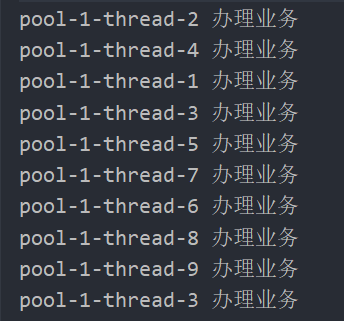 pool-1-thread-2 办理业务
pool-1-thread-4 办理业务
pool-1-thread-1 办理业务
pool-1-thread-3 办理业务
pool-1-thread-5 办理业务
pool-1-thread-7 办理业务
pool-1-thread-6 办理业务
pool-1-thread-8 办理业务
pool-1-thread-9 办理业务
pool-1-thread-3 办理业务